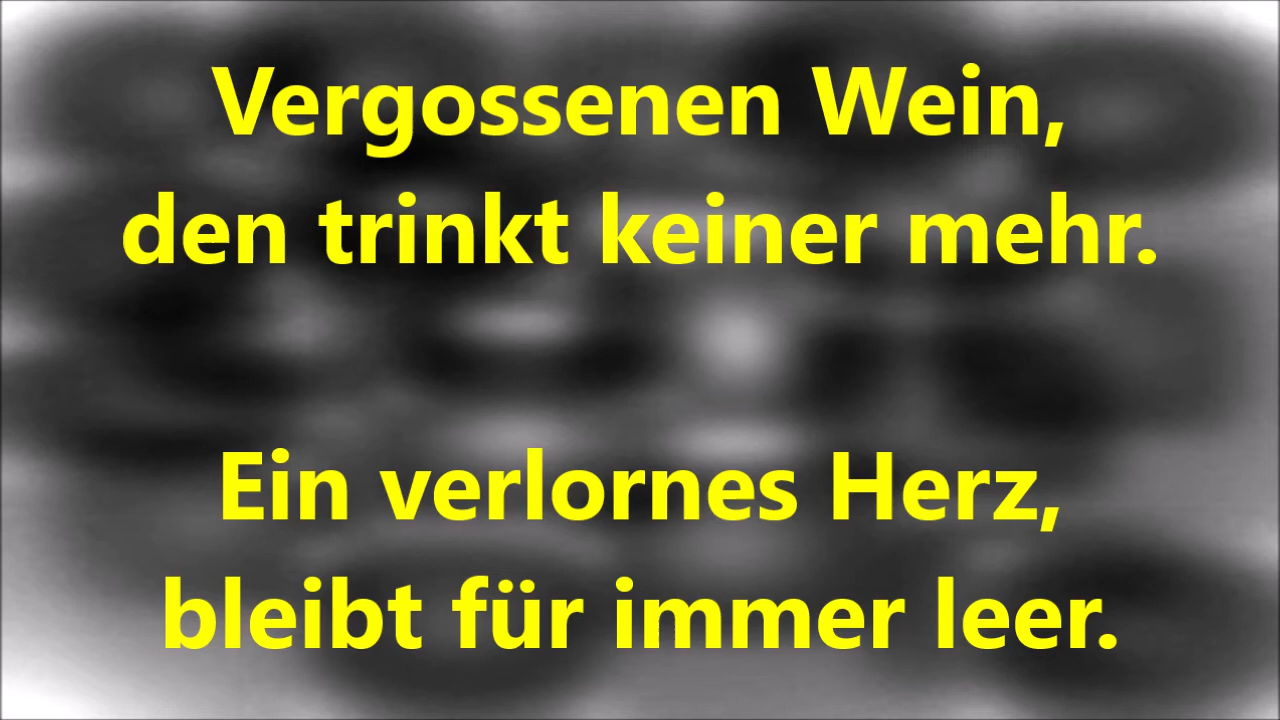 Vergossenen Wein,
den trinkt keiner mehr.
Ein verlornes Herz,
bleibt für immer leer.